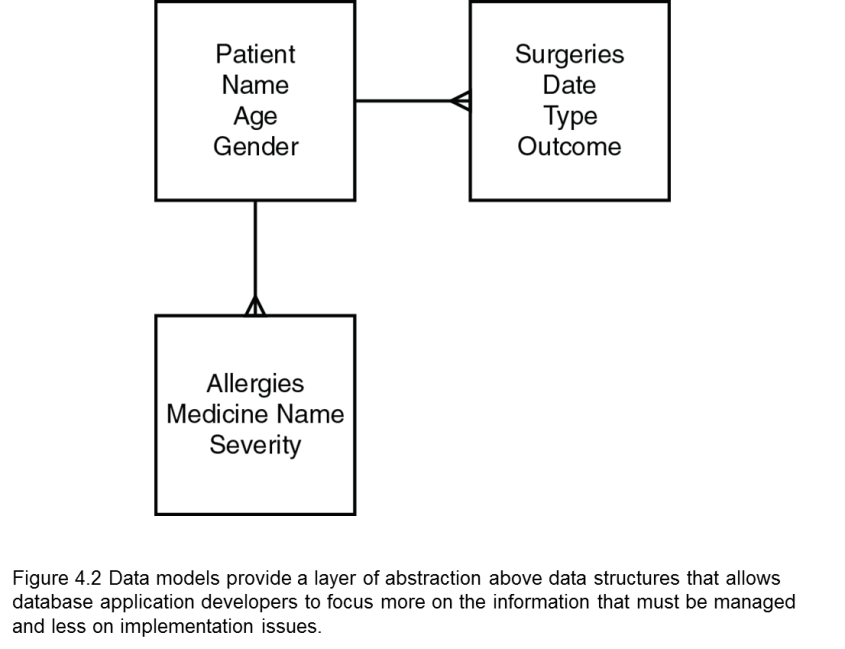 Patient
Name
Age
Gender
Surgeries
Date
Type
Outcome
Allergies
Medicine Name
Severity
Figure 4.2 Data models provide a layer of abstraction above data structures that allows
database application developers to focus more on the information that must be managed
and less on implementation issues.